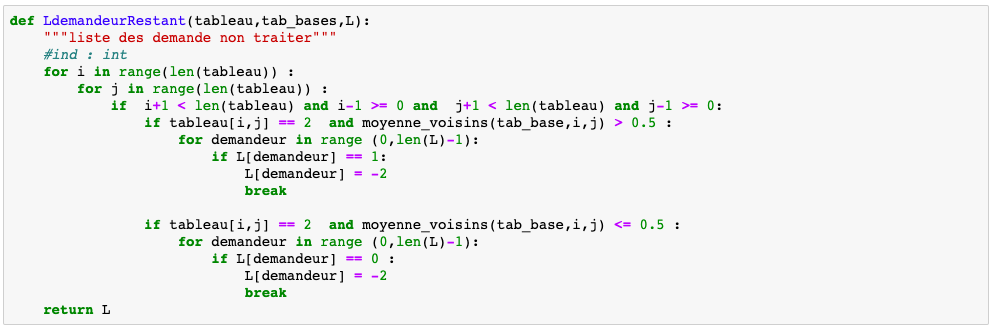 def LdemandeurRestant(tableau,tab_bases,L):
    """liste des demande non traiter"""
    #ind : int
    for i in range(len(tableau)) :
        for j in range(len(tableau)) :
            if  i+1 < len(tableau) and i-1 >= 0 and  j+1 < len(tableau) and j-1 >= 0:
                if tableau[i,j] == 2  and moyenne_voisins(tab_base,i,j) > 0.5 :
                    for demandeur in range (0,len(L)-1):
                        if L[demandeur] == 1:
                            L[demandeur] = -2
                            break

                if tableau[i,j] == 2  and moyenne_voisins(tab_base,i,j) <= 0.5 :
                    for demandeur in range (0,len(L)-1):
                        if L[demandeur] == 0 :
                            L[demandeur] = -2
                            break
    return L